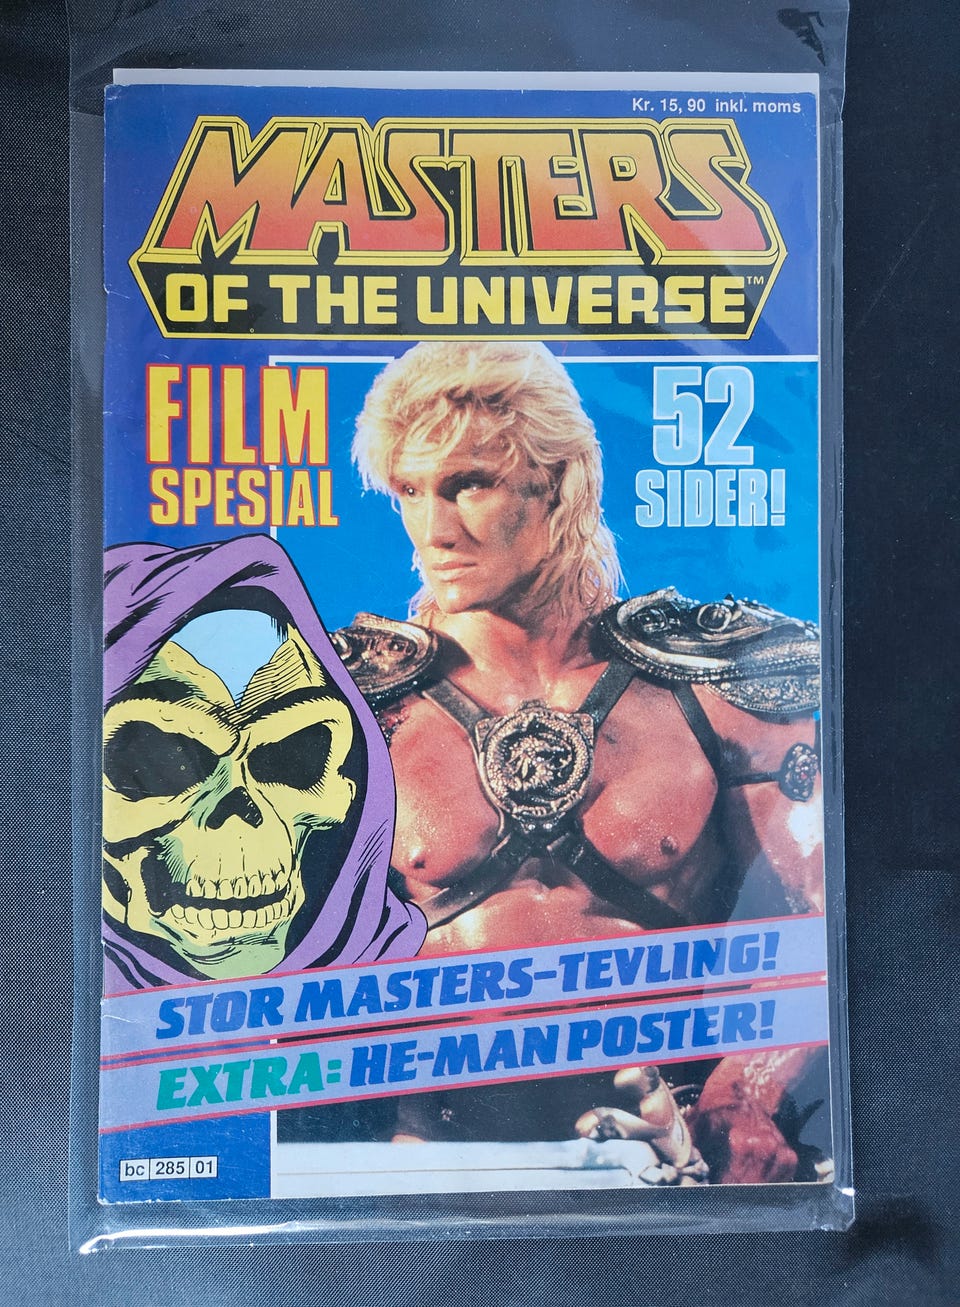 Kr. 15, 90 inkl. moms
MASTERS
OF THE UNIVERSE™
FILM
SPESIAL
52
SIDER!
STOR MASTERS-TEVLING!
EXTRA: HE-MAN POSTER!
bc 285 01